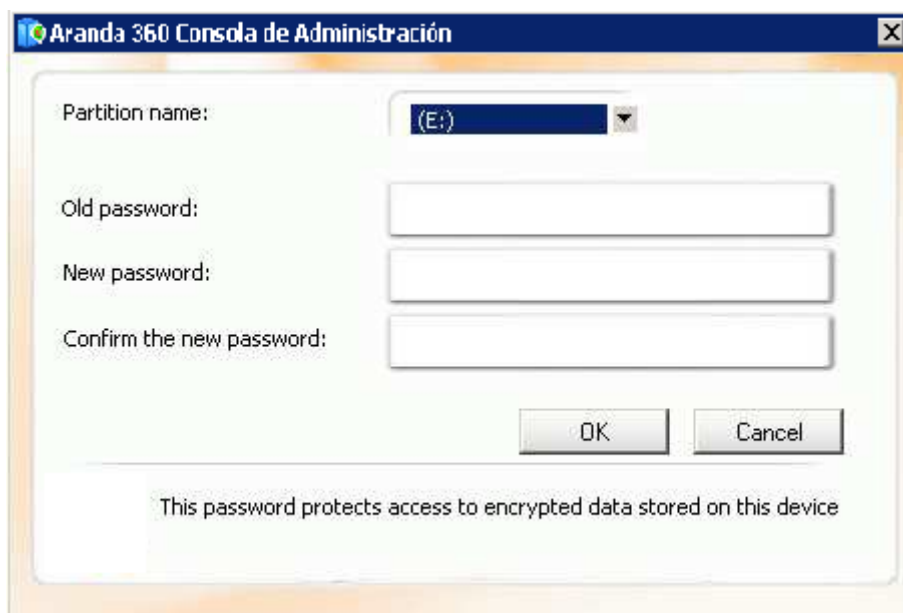 Aranda 360 Consola de Administración
Partition name:
(E:)
Old password:
New password:
Confirm the new password:
OK
Cancel
This password protects access to encrypted data stored on this device